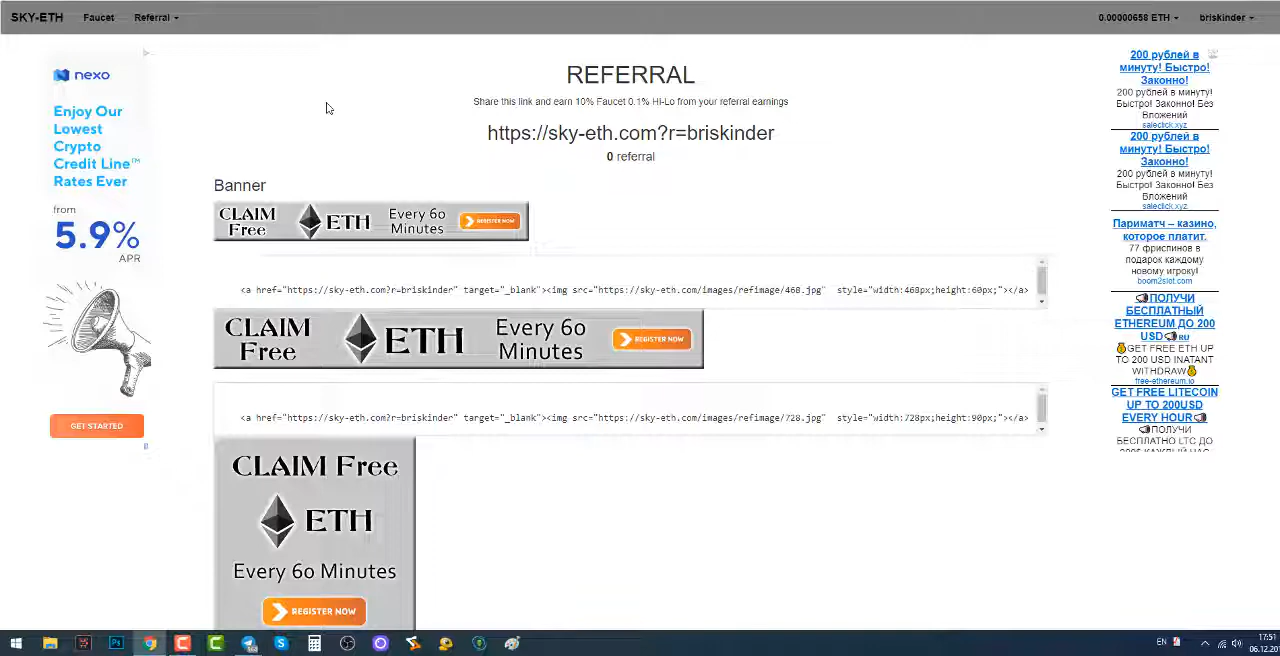 SKY-ETH Faucet Referral 0.00000658 ETH briskinder
nexo
Enjoy Our
Lowest
Crypto
Credit Line™
Rates Ever
from
5.9%
APR
GET STARTED
REFERRAL
Share this link and earn 10% Faucet 0.1% Hi-Lo from your referral earnings
https://sky-eth.com?r=briskinder
0 referral
Banner
CLAIM
Free
ETH
Every 60
Minutes
REGISTER NOW
<a href="https://sky-eth.com?r=briskinder" target="_blank"><img src="https://sky-eth.com/images/refimage/468.jpg" style="width:468px;height:60px;"></a>
CLAIM
Free
ETH
Every 60
Minutes
REGISTER NOW
<a href="https://sky-eth.com?r=briskinder" target="_blank"><img src="https://sky-eth.com/images/refimage/728.jpg" style="width:728px;height:90px;"></a>
CLAIM Free
ETH
Every 60 Minutes
REGISTER NOW
200 рублей в
минуту! Быстро!
Законно!
200 рублей в минуту!
Быстро! Законно! Без
Вложений
saleclick.xyz
200 рублей в
минуту! Быстро!
Законно!
200 рублей в минуту!
Быстро! Законно! Без
Вложений
saleclick.xyz
Париматч – казино,
которое платит.
77 фриспинов в
подарок каждому
новому игроку!
boom2slot.com
ПОЛУЧИ
БЕСПЛАТНЫЙ
ETHEREUM ДО 200
USD RU
GET FREE ETH UP
TO 200 USD INATANT
WITHDRAW
free-ethereum.io
GET FREE LITECOIN
UP TO 200USD
EVERY HOUR
ПОЛУЧИ
БЕСПЛАТНО LTC ДО
200$ КАЖДЫЙ ЧАС
EN
17:51
06.12.20